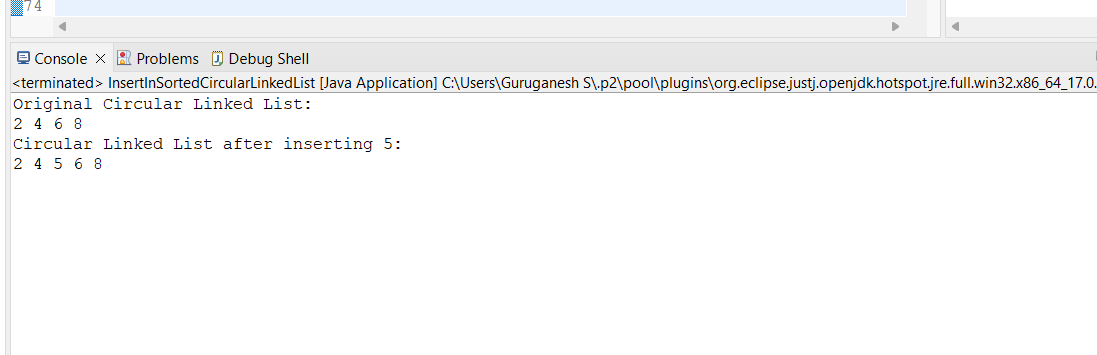 74
Console Problems Debug Shell
<terminated> InsertInSortedCircularLinkedList [Java Application] C:\Users\Guruganesh S\.p2\pool\plugins\org.eclipse.justj.openjdk.hotspot.jre.full.win32.x86_64_17.0.
Original Circular Linked List:
2 4 6 8
Circular Linked List after inserting 5:
2 4 5 6 8